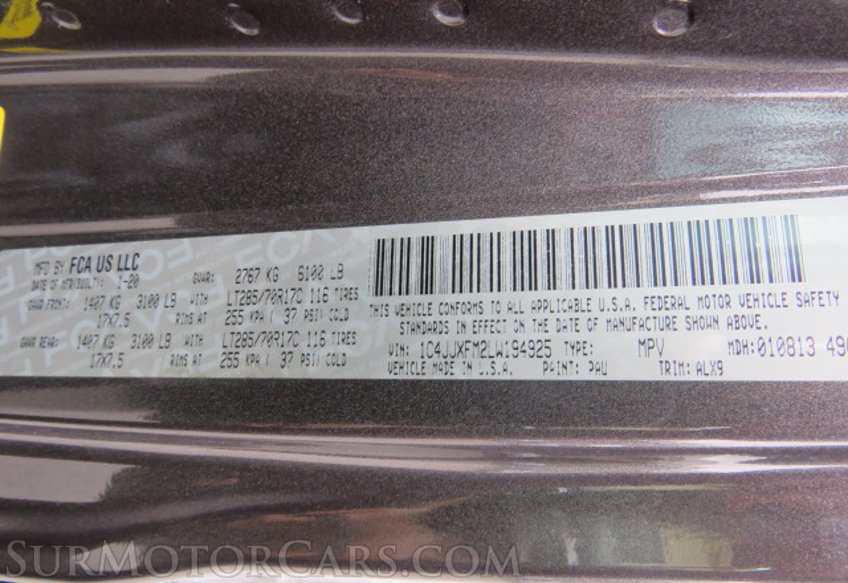 MFD BY FCA US LLC
DATE OF MFR/BUILT: 1-20 GVWR: 2767 KG 6100 LB
GAWR FRONT: 1407 KG 3100 LB WITH LT285/70R17C 116 TIRES
17X7.5 RIMS AT 255 KPA ( 37 PSI) COLD
GAWR REAR: 1407 KG 3100 LB WITH LT285/70R17C 116 TIRES
17X7.5 RIMS AT 255 KPA ( 37 PSI) COLD
THIS VEHICLE CONFORMS TO ALL APPLICABLE U.S.A. FEDERAL MOTOR VEHICLE SAFETY
STANDARDS IN EFFECT ON THE DATE OF MANUFACTURE SHOWN ABOVE.
VIN: 1C4JJXFM2LW194925 TYPE: MPV MDH:010813
VEHICLE MADE IN U.S.A. PAINT: PAU TRIM: ALX9
SurMotorCars.com